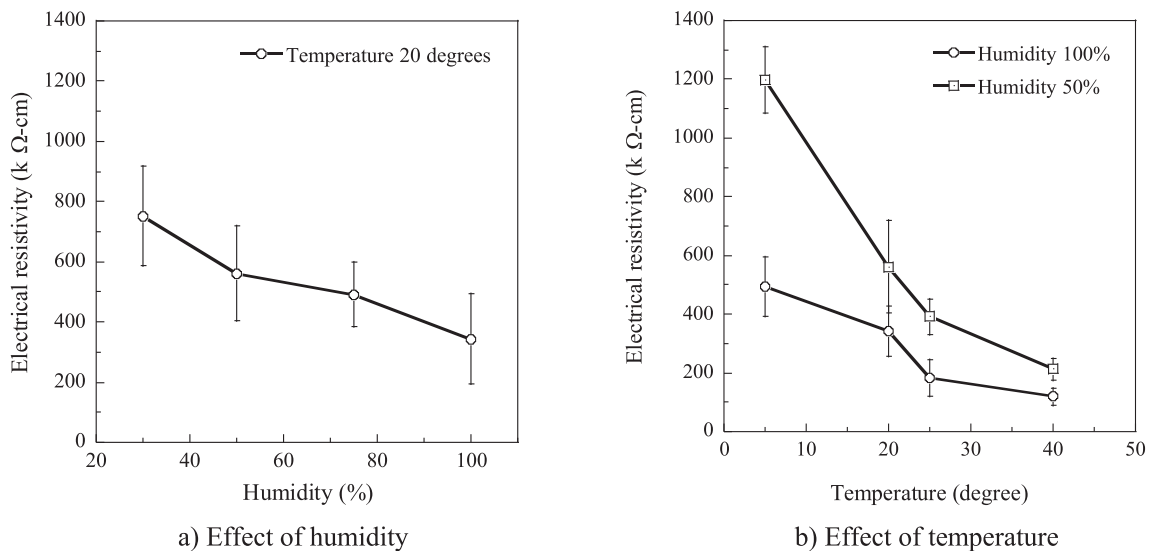 1400
1200
1000
800
600
400
200
0
Electrical resistivity (k Ω-cm)
Temperature 20 degrees
20 40 60 80 100
Humidity (%)
a) Effect of humidity
1400
1200
1000
800
600
400
200
0
Electrical resistivity (k Ω-cm)
Humidity 100%
Humidity 50%
0 10 20 30 40 50
Temperature (degree)
b) Effect of temperature